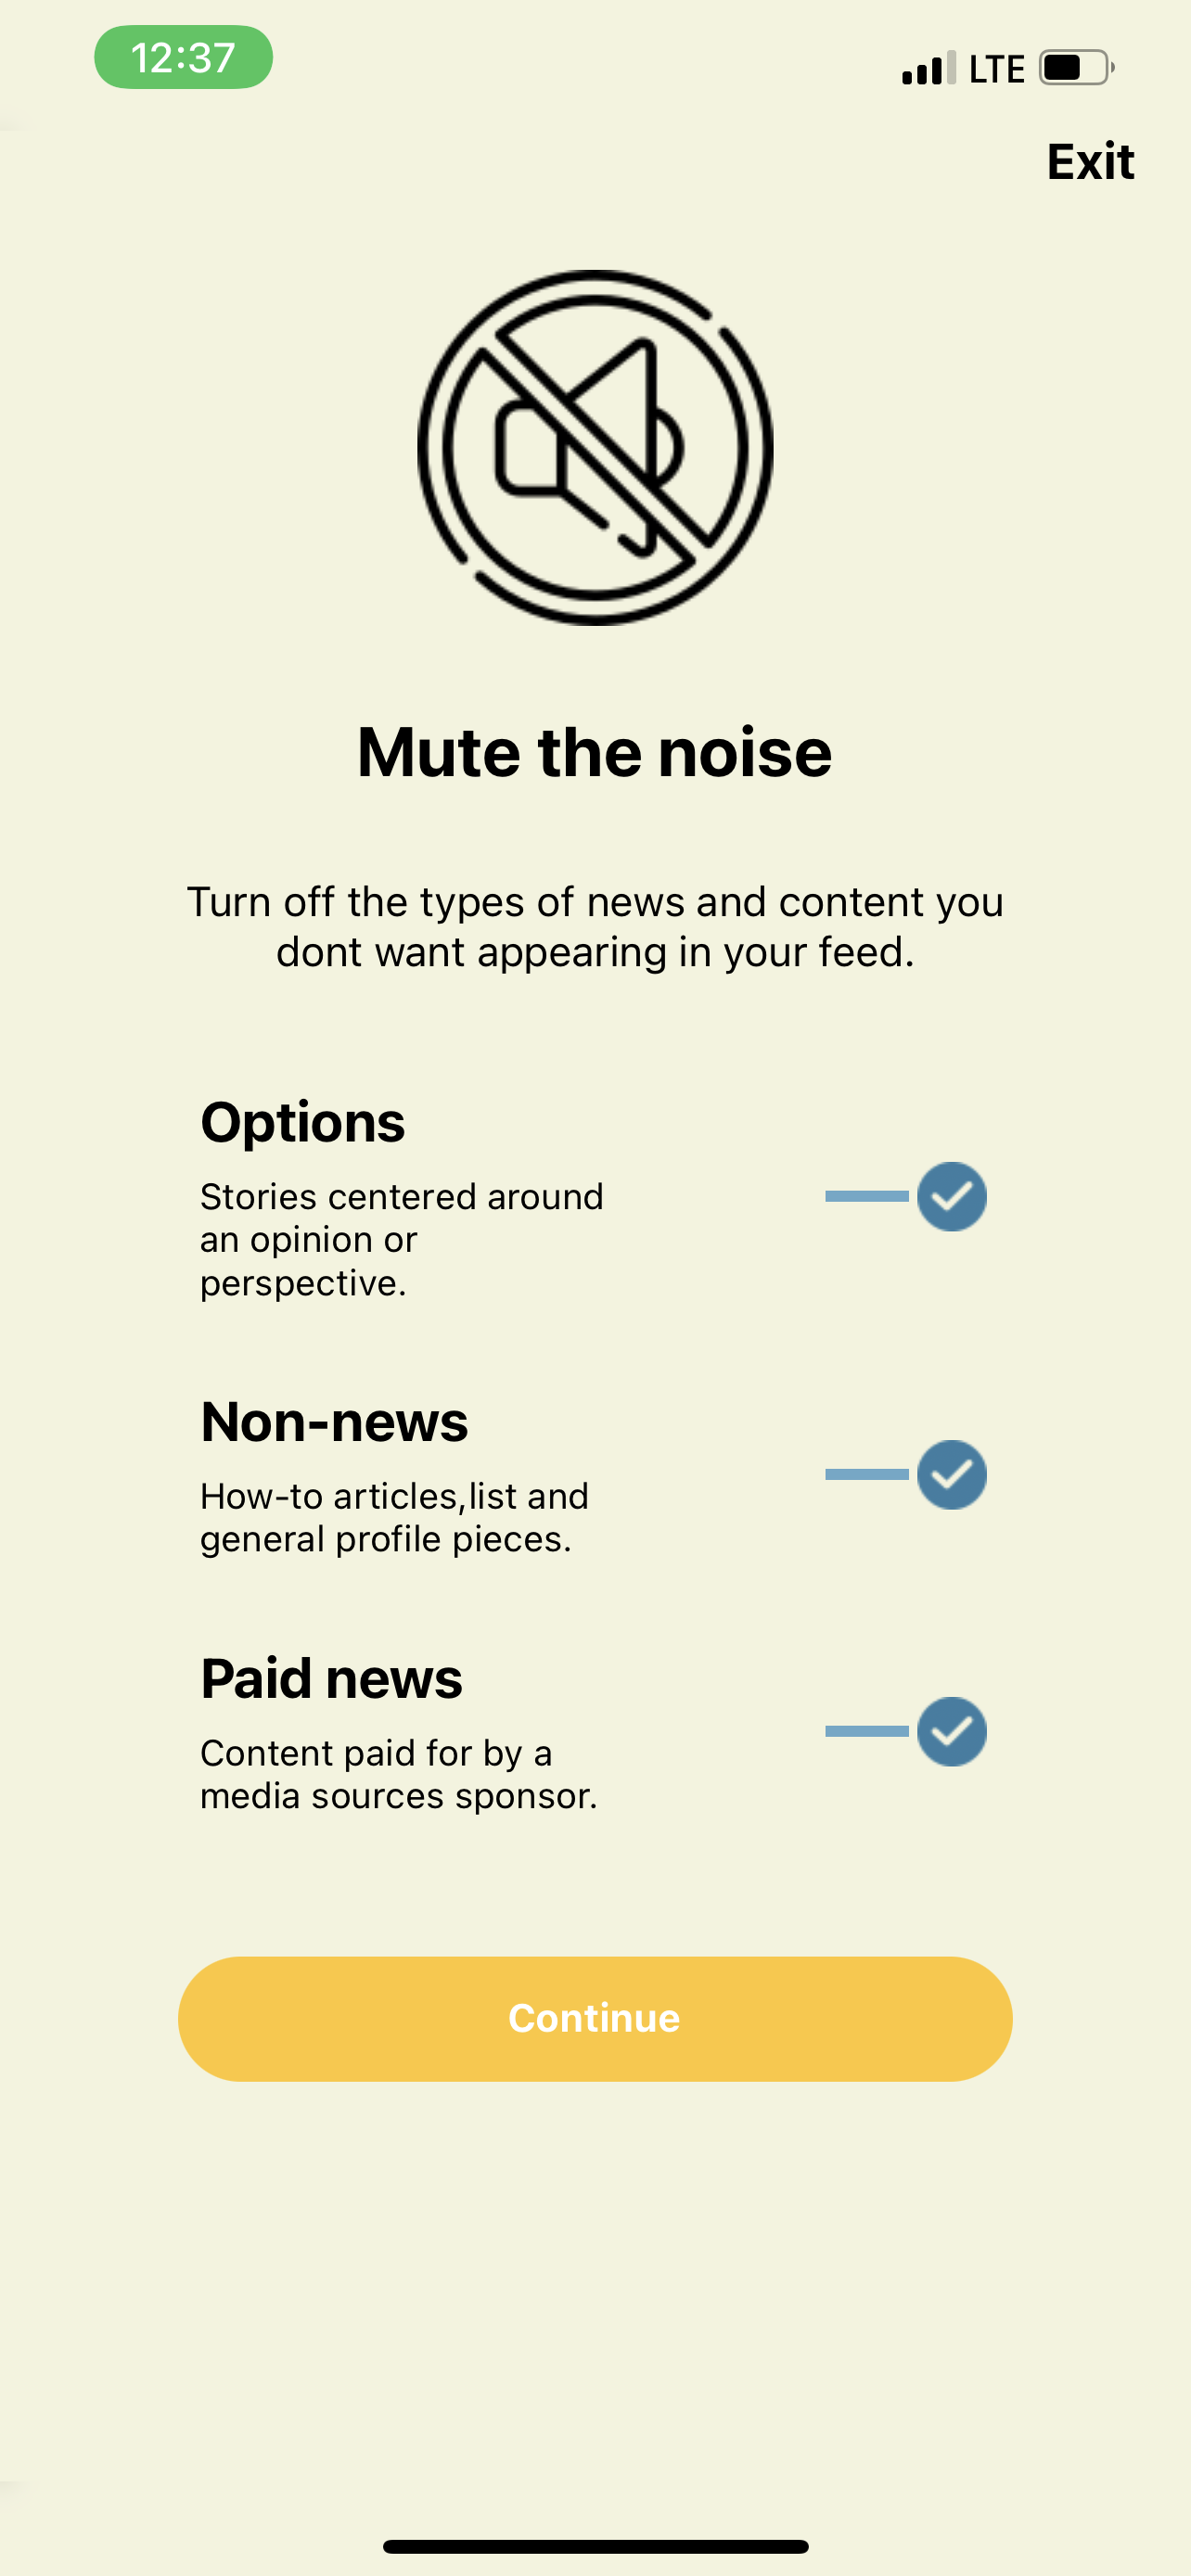 12:37
LTE
Exit
Mute the noise
Turn off the types of news and content you
dont want appearing in your feed.
Options
Stories centered around
an opinion or
perspective.
Non-news
How-to articles,list and
general profile pieces.
Paid news
Content paid for by a
media sources sponsor.
Continue